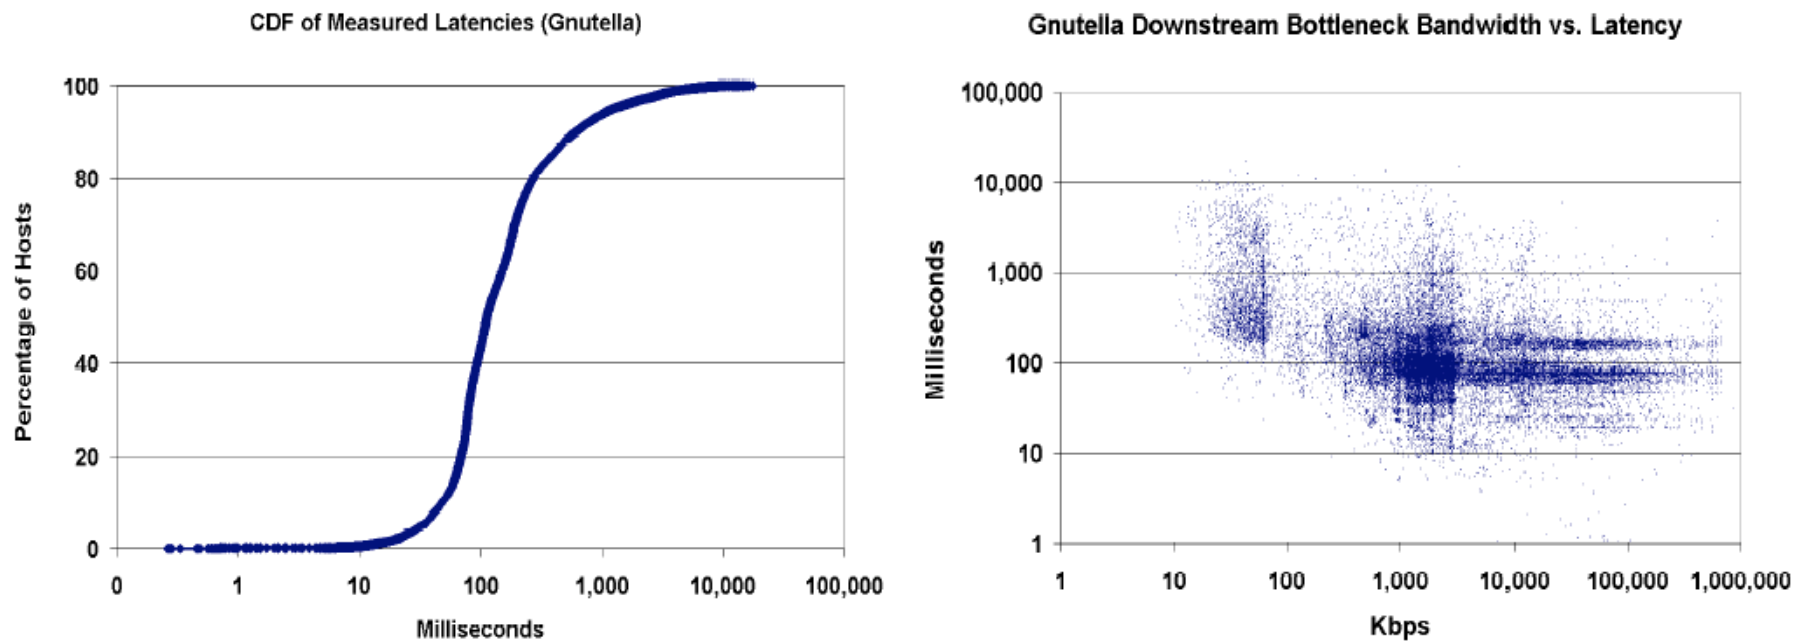 CDF of Measured Latencies (Gnutella)
100
80
60
40
20
0
Percentage of Hosts
0 1 10 100 1,000 10,000 100,000
Milliseconds
Gnutella Downstream Bottleneck Bandwidth vs. Latency
100,000
10,000
1,000
100
10
1
Milliseconds
1 10 100 1,000 10,000 100,000 1,000,000
Kbps